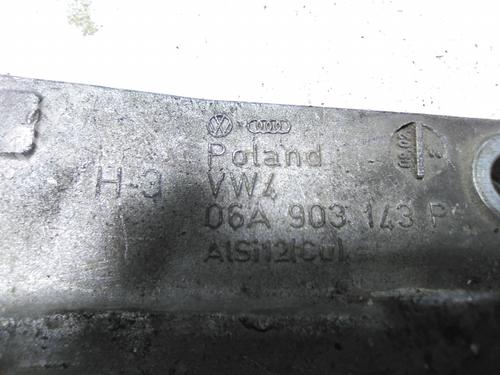 Poland
H-3 VW4
06A 903 143 P
AlSi12(Cu)